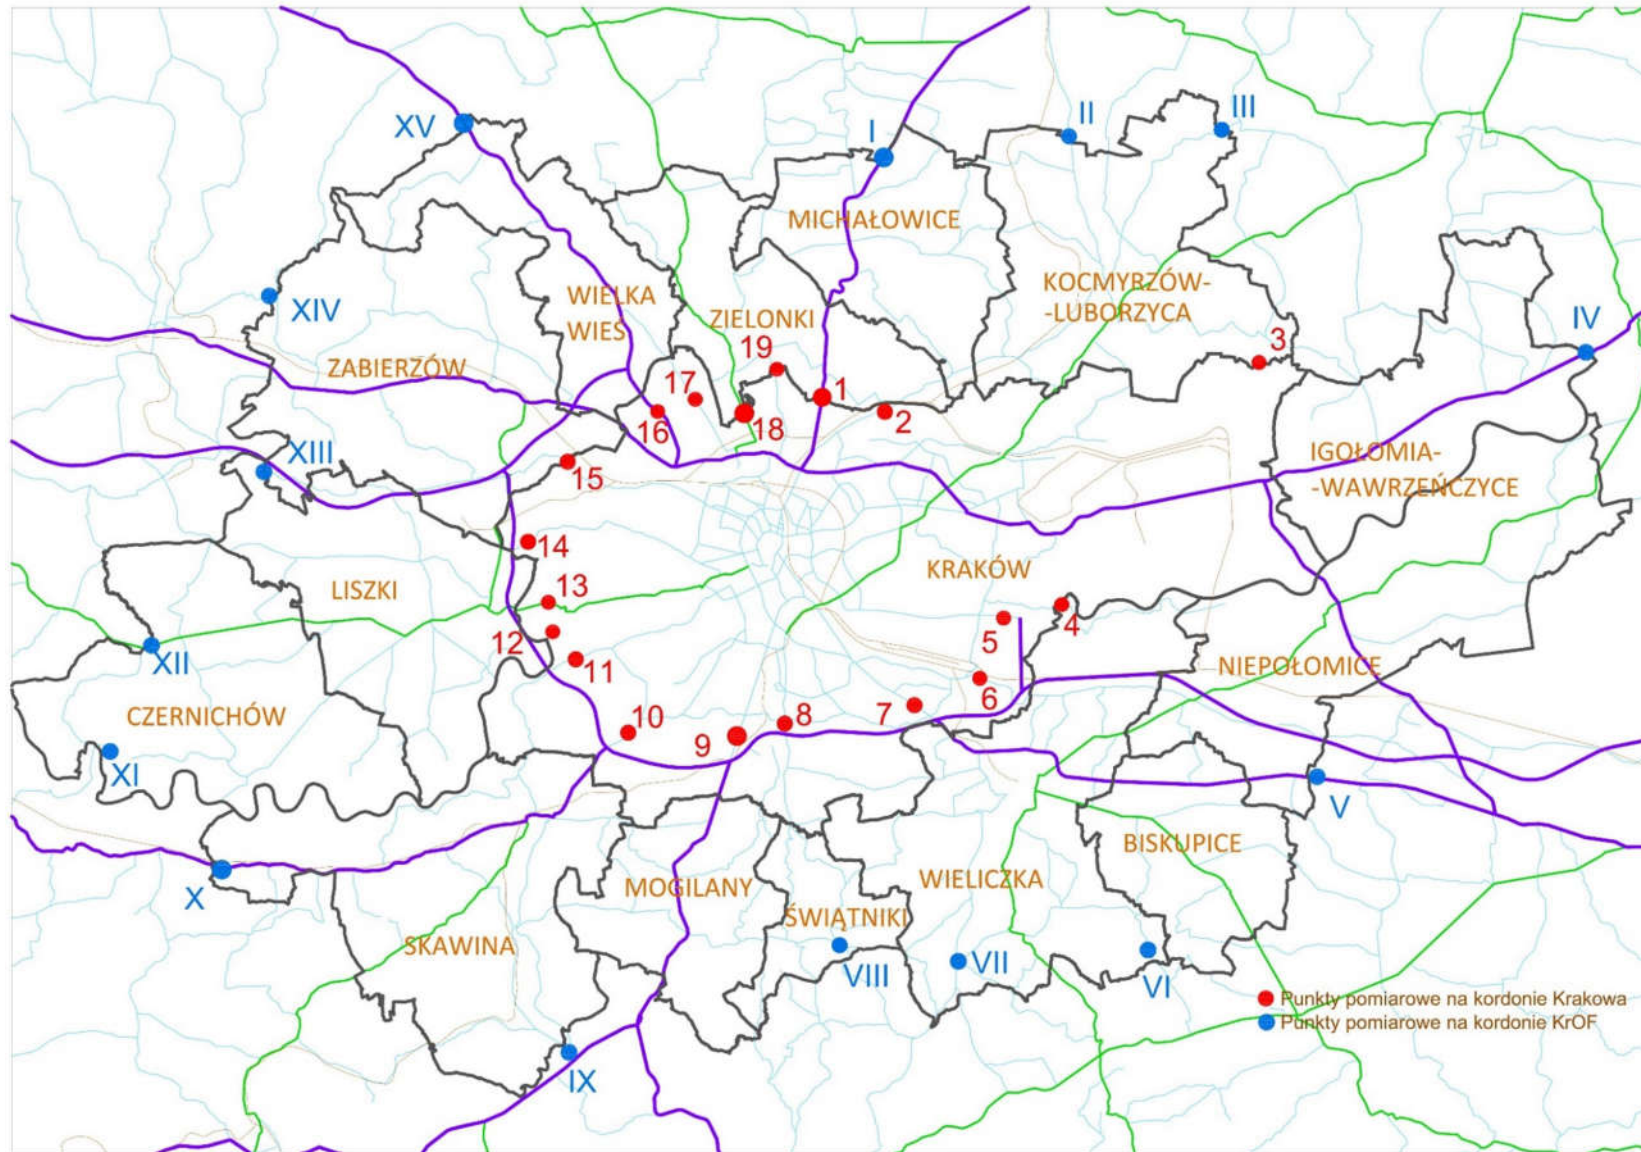 XV
I
II
III
MICHAŁOWICE
KOCMYRZÓW-
-LUBORZYCA
WIELKA
WIEŚ
XIV
ZIELONKI
IV
19
3
ZABIERZÓW
17
1
16
18
2
XIII
IGOŁOMIA-
-WAWRZEŃCZYCE
15
14
KRAKÓW
13
LISZKI
4
12
5
XII
11
NIEPOŁOMICE
6
CZERNICHÓW
10
8
7
9
XI
V
BISKUPICE
X
MOGILANY
WIELICZKA
ŚWIĄTNIKI
SKAWINA
VIII
VII
VI
Punkty pomiarowe na kordonie Krakowa
Punkty pomiarowe na kordonie KrOF
IX